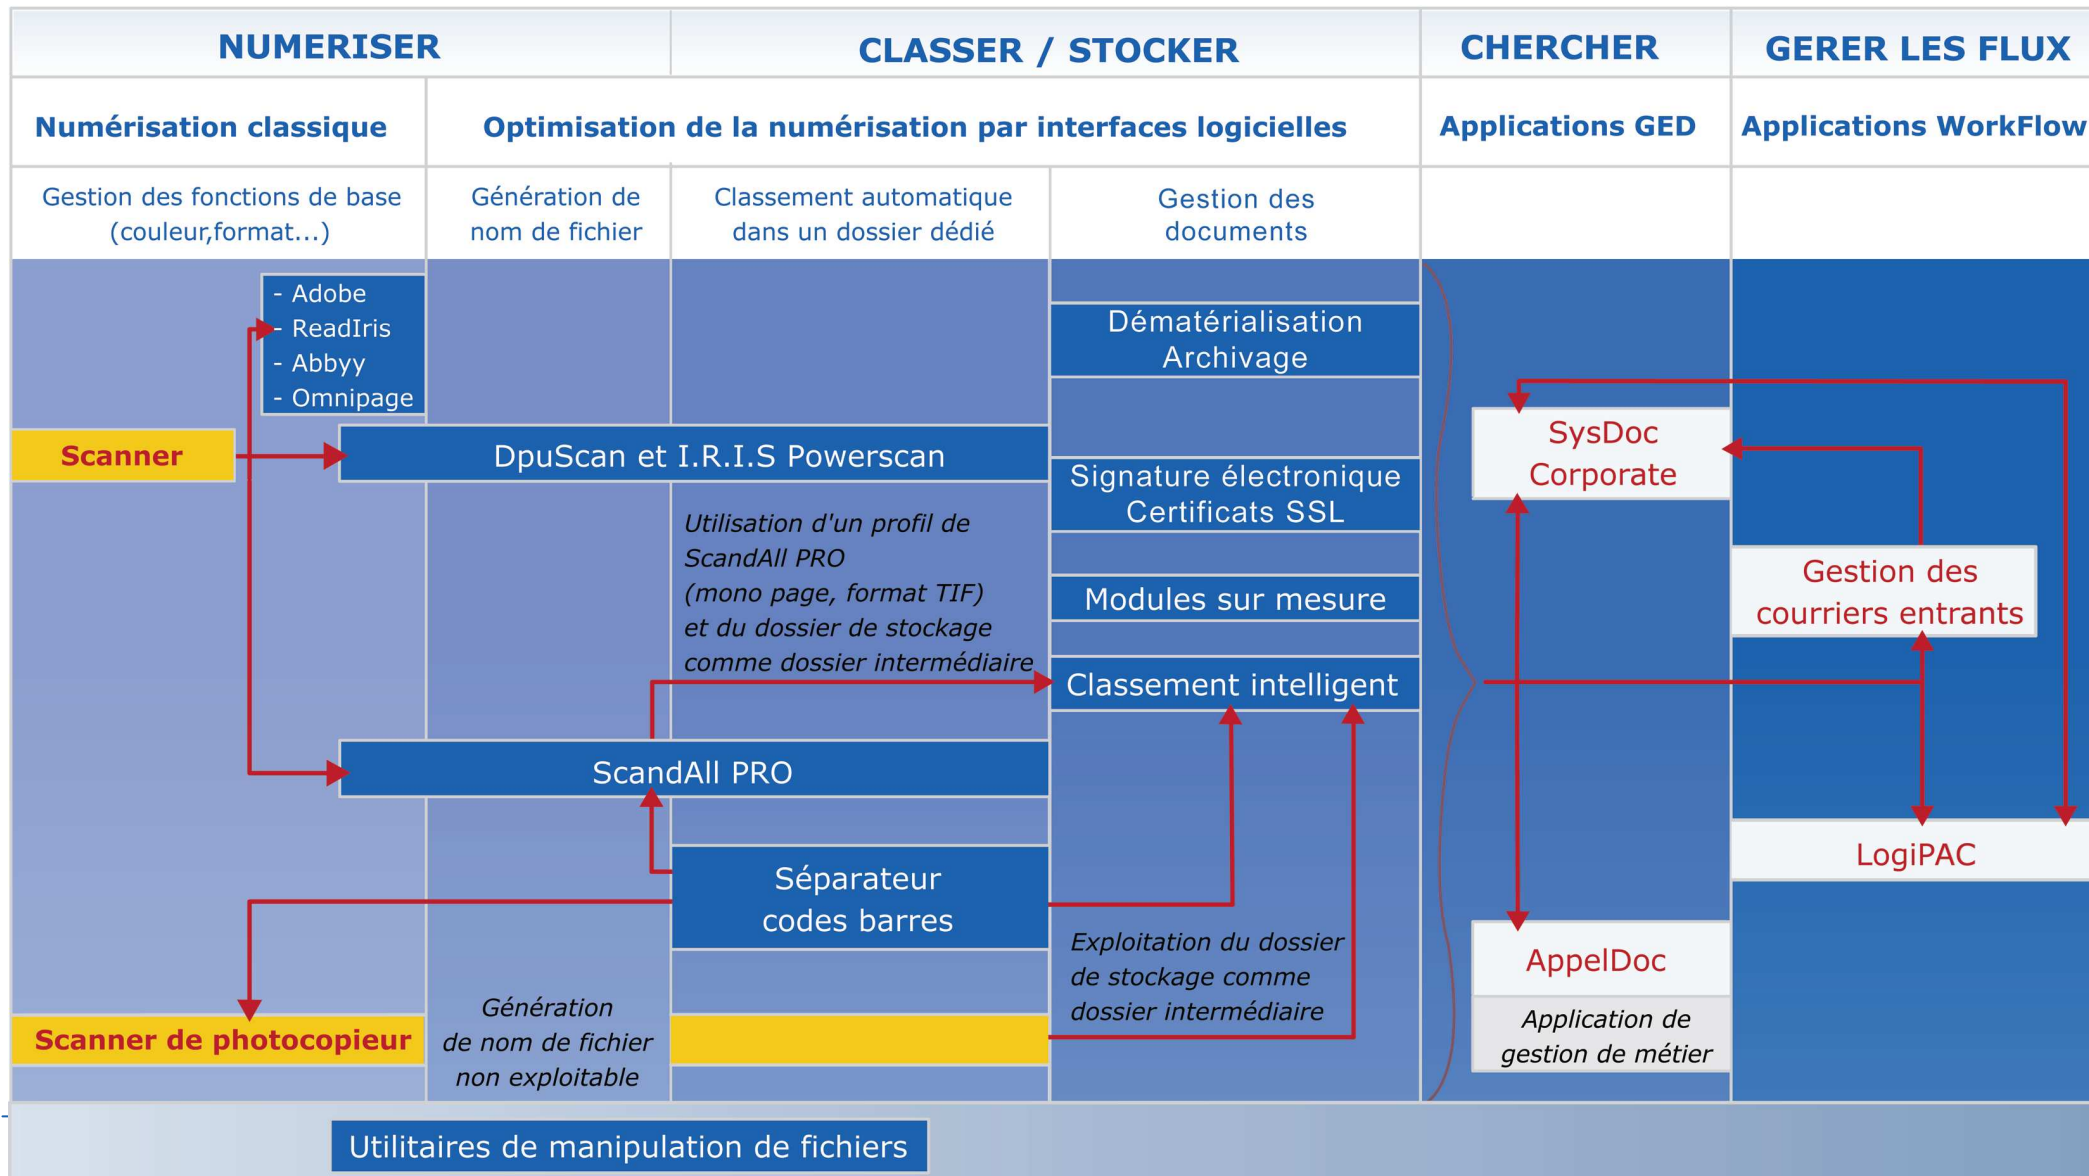 NUMERISER
CLASSER / STOCKER
CHERCHER
GERER LES FLUX
Numérisation classique
Optimisation de la numérisation par interfaces logicielles
Applications GED
Applications WorkFlow
Gestion des fonctions de base
(couleur,format...)
Génération de
nom de fichier
Classement automatique
dans un dossier dédié
Gestion des
documents
- Adobe
- ReadIris
- Abbyy
- Omnipage
Dématérialisation
Archivage
Scanner
DpuScan et I.R.I.S Powerscan
SysDoc
Corporate
Signature électronique
Certificats SSL
Utilisation d'un profil de
ScandAll PRO
(mono page, format TIF)
et du dossier de stockage
comme dossier intermédiaire
Modules sur mesure
Gestion des
courriers entrants
Classement intelligent
ScandAll PRO
LogiPAC
Séparateur
codes barres
Exploitation du dossier
de stockage comme
dossier intermédiaire
AppelDoc
Application de
gestion de métier
Scanner de photocopieur
Génération
de nom de fichier
non exploitable
Utilitaires de manipulation de fichiers